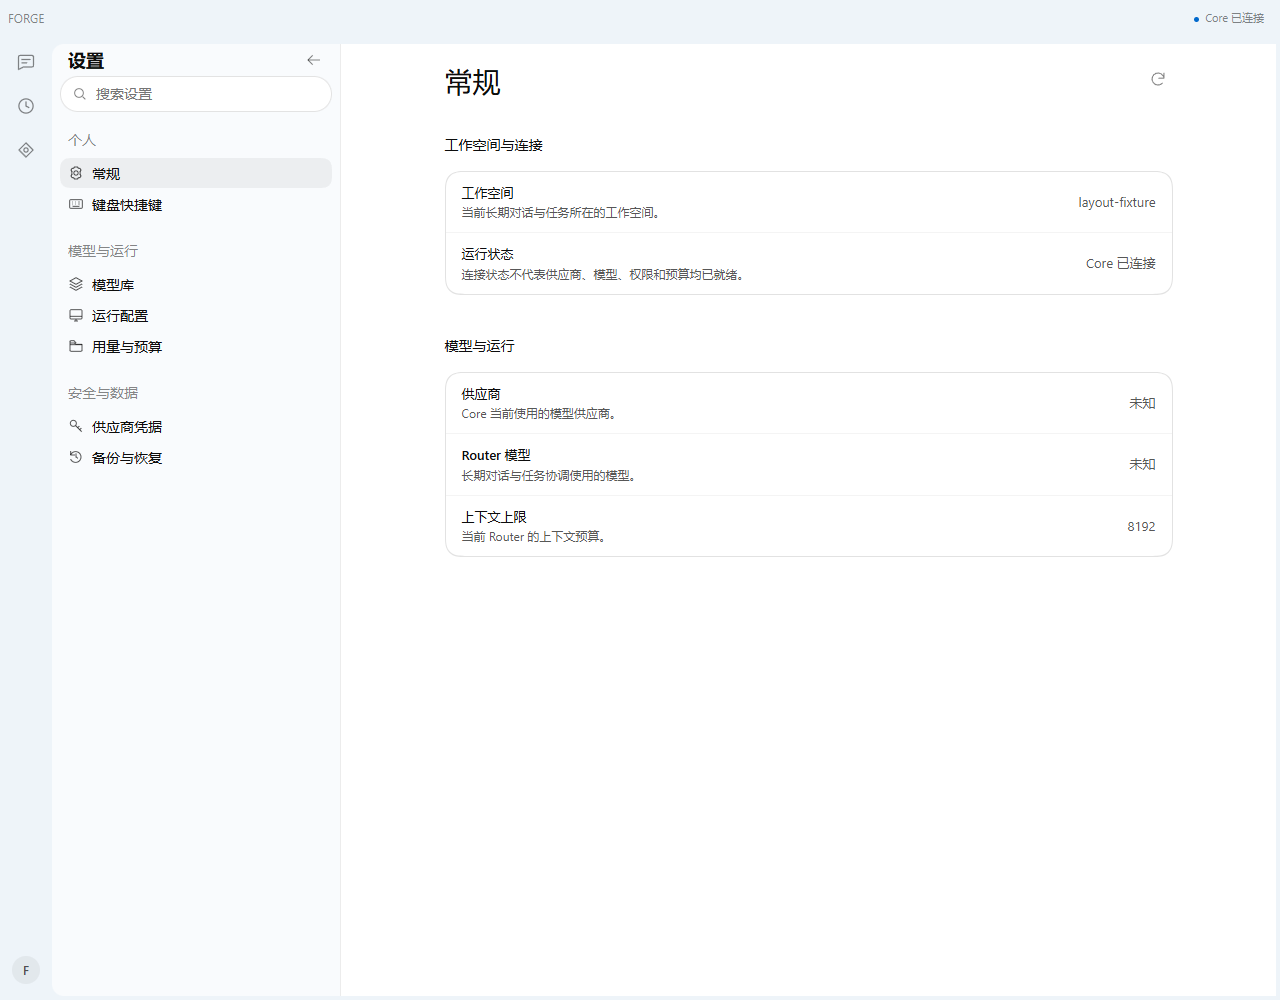 FORGE
Core 已连接
设置
搜索设置
个人
常规
键盘快捷键
模型与运行
模型库
运行配置
用量与预算
安全与数据
供应商凭据
备份与恢复
F
常规
工作空间与连接
工作空间
当前长期对话与任务所在的工作空间。
layout-fixture
运行状态
连接状态不代表供应商、模型、权限和预算均已就绪。
Core 已连接
模型与运行
供应商
Core 当前使用的模型供应商。
未知
Router 模型
长期对话与任务协调使用的模型。
未知
上下文上限
当前 Router 的上下文预算。
8192